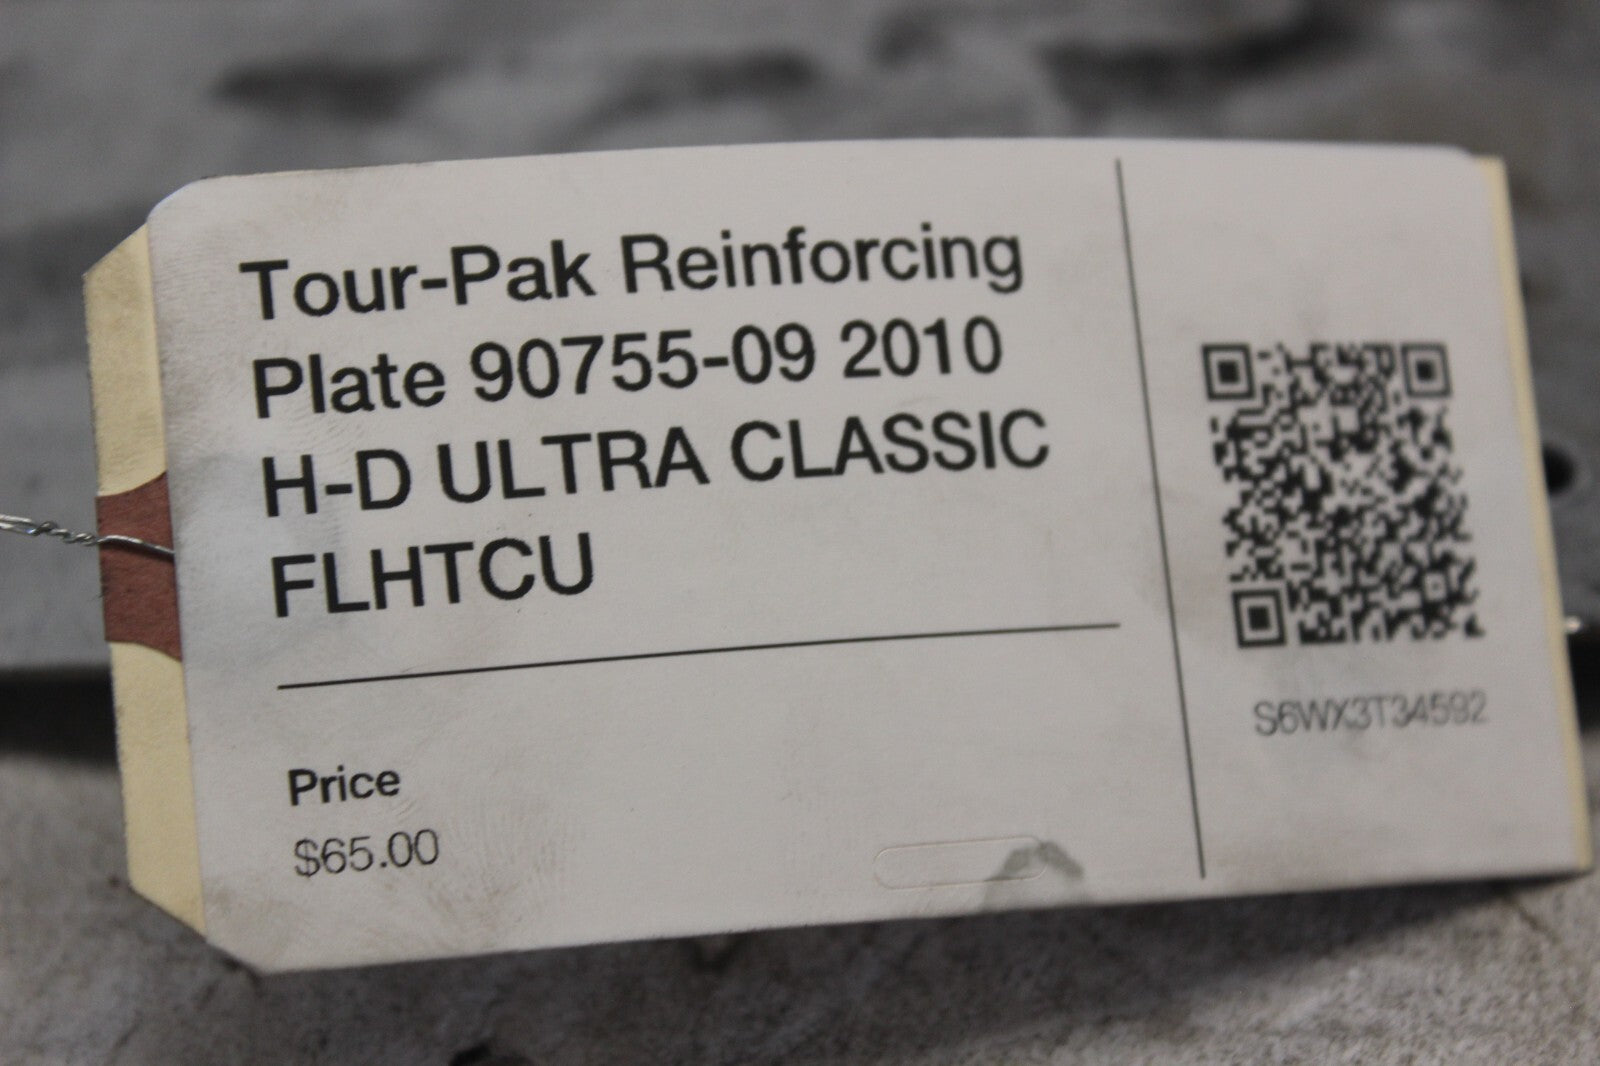 Tour-Pak Reinforcing
Plate 90755-09 2010
H-D ULTRA CLASSIC
FLHTCU
Price
$65.00
S6WX3T34592